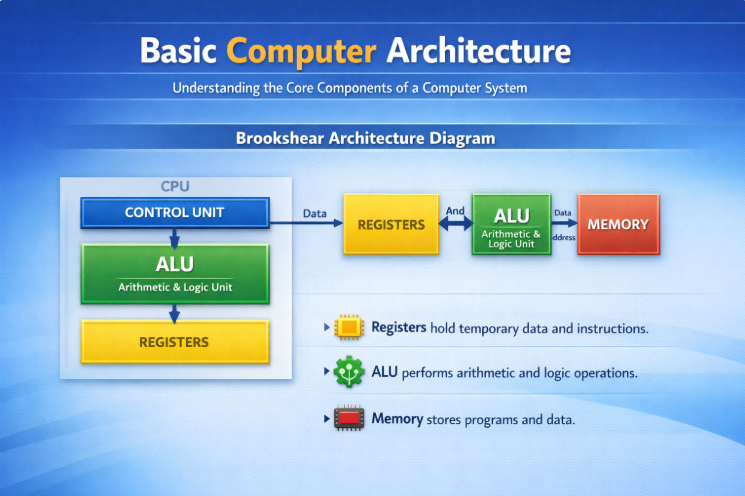 Basic Computer Architecture
Understanding the Core Components of a Computer System
Brookshear Architecture Diagram
CPU
CONTROL UNIT
ALU
Arithmetic & Logic Unit
REGISTERS
Data
REGISTERS
And
ALU
Arithmetic &
Logic Unit
Data
address
MEMORY
Registers hold temporary data and instructions.
ALU performs arithmetic and logic operations.
Memory stores programs and data.